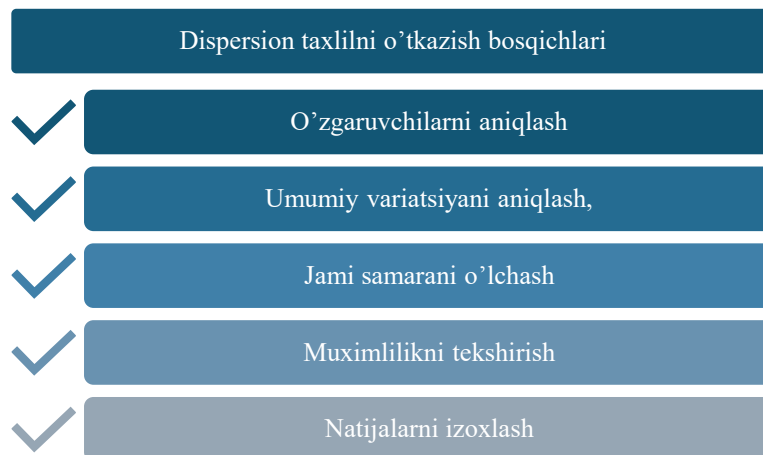 Dispersion taxlilni o’tkazish bosqichlari
O’zgaruvchilarni aniqlash
Umumiy variatsiyani aniqlash,
Jami samarani o’lchash
Muximlilikni tekshirish
Natijalarni izoxlash